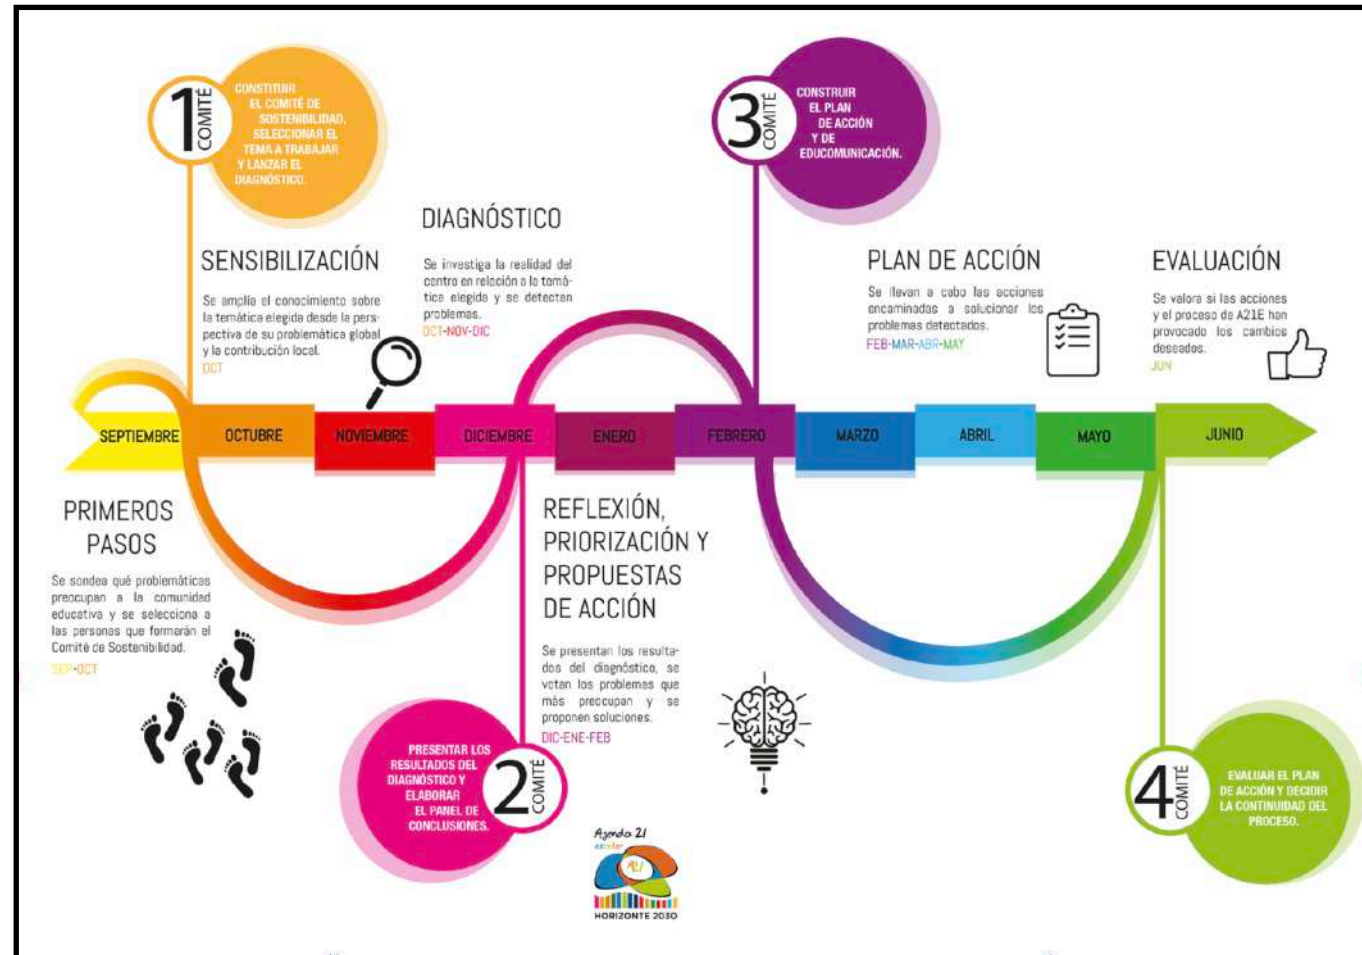 1
COMITÉ
CONSTITUIR
EL COMITÉ DE
SOSTENIBILIDAD,
SELECCIONAR EL
TEMA A TRABAJAR
Y LANZAR EL
DIAGNÓSTICO.
3
COMITÉ
CONSTRUIR
EL PLAN
DE ACCIÓN
Y DE
EDUCOMUNICACIÓN.
SENSIBILIZACIÓN
Se amplía el conocimiento sobre
la temática elegida desde la pers-
pectiva de su problemática global
y la contribución local.
OCT
DIAGNÓSTICO
Se investiga la realidad del
centro en relación a la temá-
tica elegida y se detectan
problemas.
OCT-NOV-DIC
PLAN DE ACCIÓN
Se llevan a cabo las acciones
encaminadas a solucionar los
problemas detectados.
FEB-MAR-ABR-MAY
EVALUACIÓN
Se valora si las acciones
y el proceso de A21E han
provocado los cambios
deseados.
JUN
SEPTIEMBRE
OCTUBRE
NOVIEMBRE
DICIEMBRE
ENERO
FEBRERO
MARZO
ABRIL
MAYO
JUNIO
PRIMEROS
PASOS
Se sondea qué problemáticas
preocupan a la comunidad
educativa y se selecciona a
las personas que formarán el
Comité de Sostenibilidad.
SEP-OCT
REFLEXIÓN,
PRIORIZACIÓN Y
PROPUESTAS
DE ACCIÓN
Se presentan los resulta-
dos del diagnóstico, se
votan los problemas que
más preocupan y se
proponen soluciones.
DIC-ENE-FEB
PRESENTAR LOS
RESULTADOS DEL
DIAGNÓSTICO Y
ELABORAR
EL PANEL DE
CONCLUSIONES.
2
COMITÉ
4
COMITÉ
EVALUAR EL PLAN
DE ACCIÓN Y DECIDIR
LA CONTINUIDAD DEL
PROCESO.
Agenda 21
escolar
A21
HORIZONTE 2030